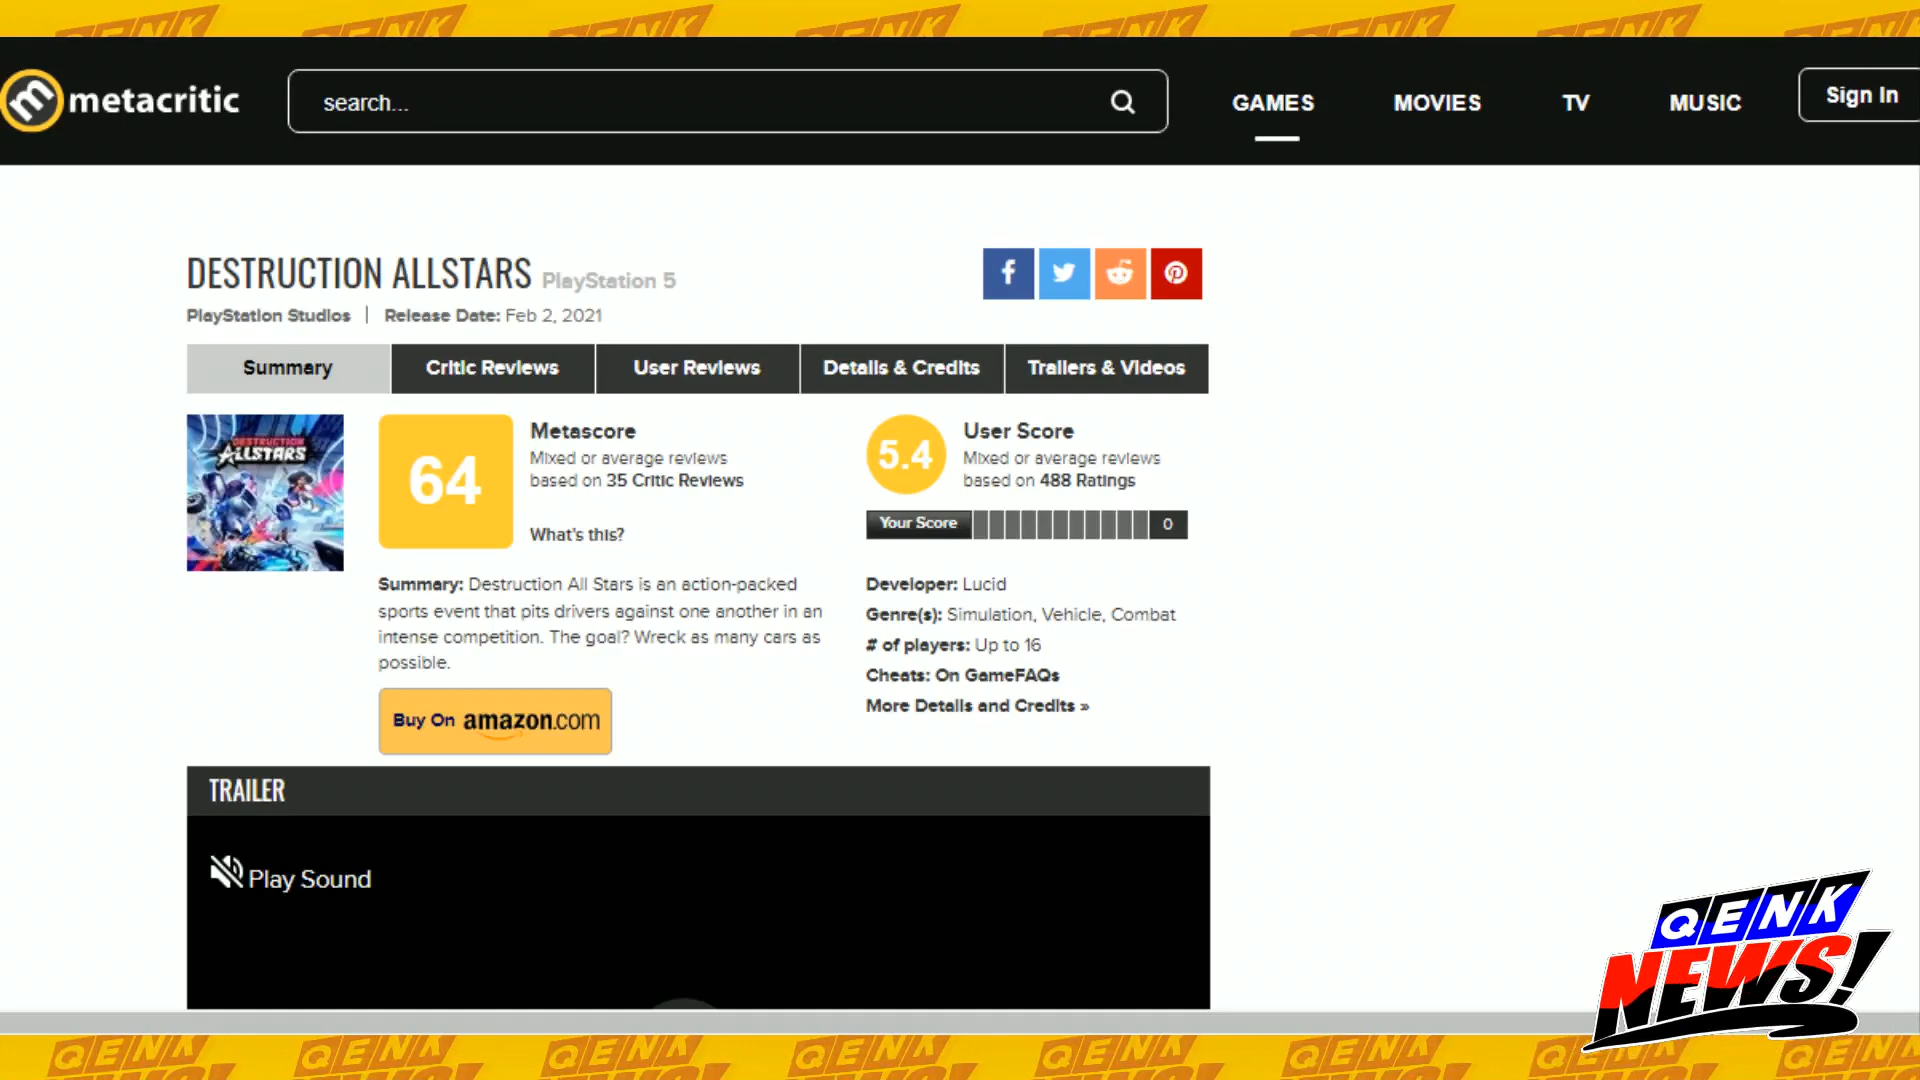 metacritic
search...
GAMES
MOVIES
TV
MUSIC
Sign In
DESTRUCTION ALLSTARS PlayStation 5
PlayStation Studios | Release Date: Feb 2, 2021
Summary
Critic Reviews
User Reviews
Details & Credits
Trailers & Videos
DESTRUCTION
ALLSTARS
64
Metascore
Mixed or average reviews
based on 35 Critic Reviews
What's this?
5.4
User Score
Mixed or average reviews
based on 488 Ratings
Your Score
0
Summary: Destruction All Stars is an action-packed
sports event that pits drivers against one another in an
intense competition. The goal? Wreck as many cars as
possible.
Buy On amazon.com
Developer: Lucid
Genre(s): Simulation, Vehicle, Combat
# of players: Up to 16
Cheats: On GameFAQs
More Details and Credits »
TRAILER
Play Sound
QENK
NEWS!